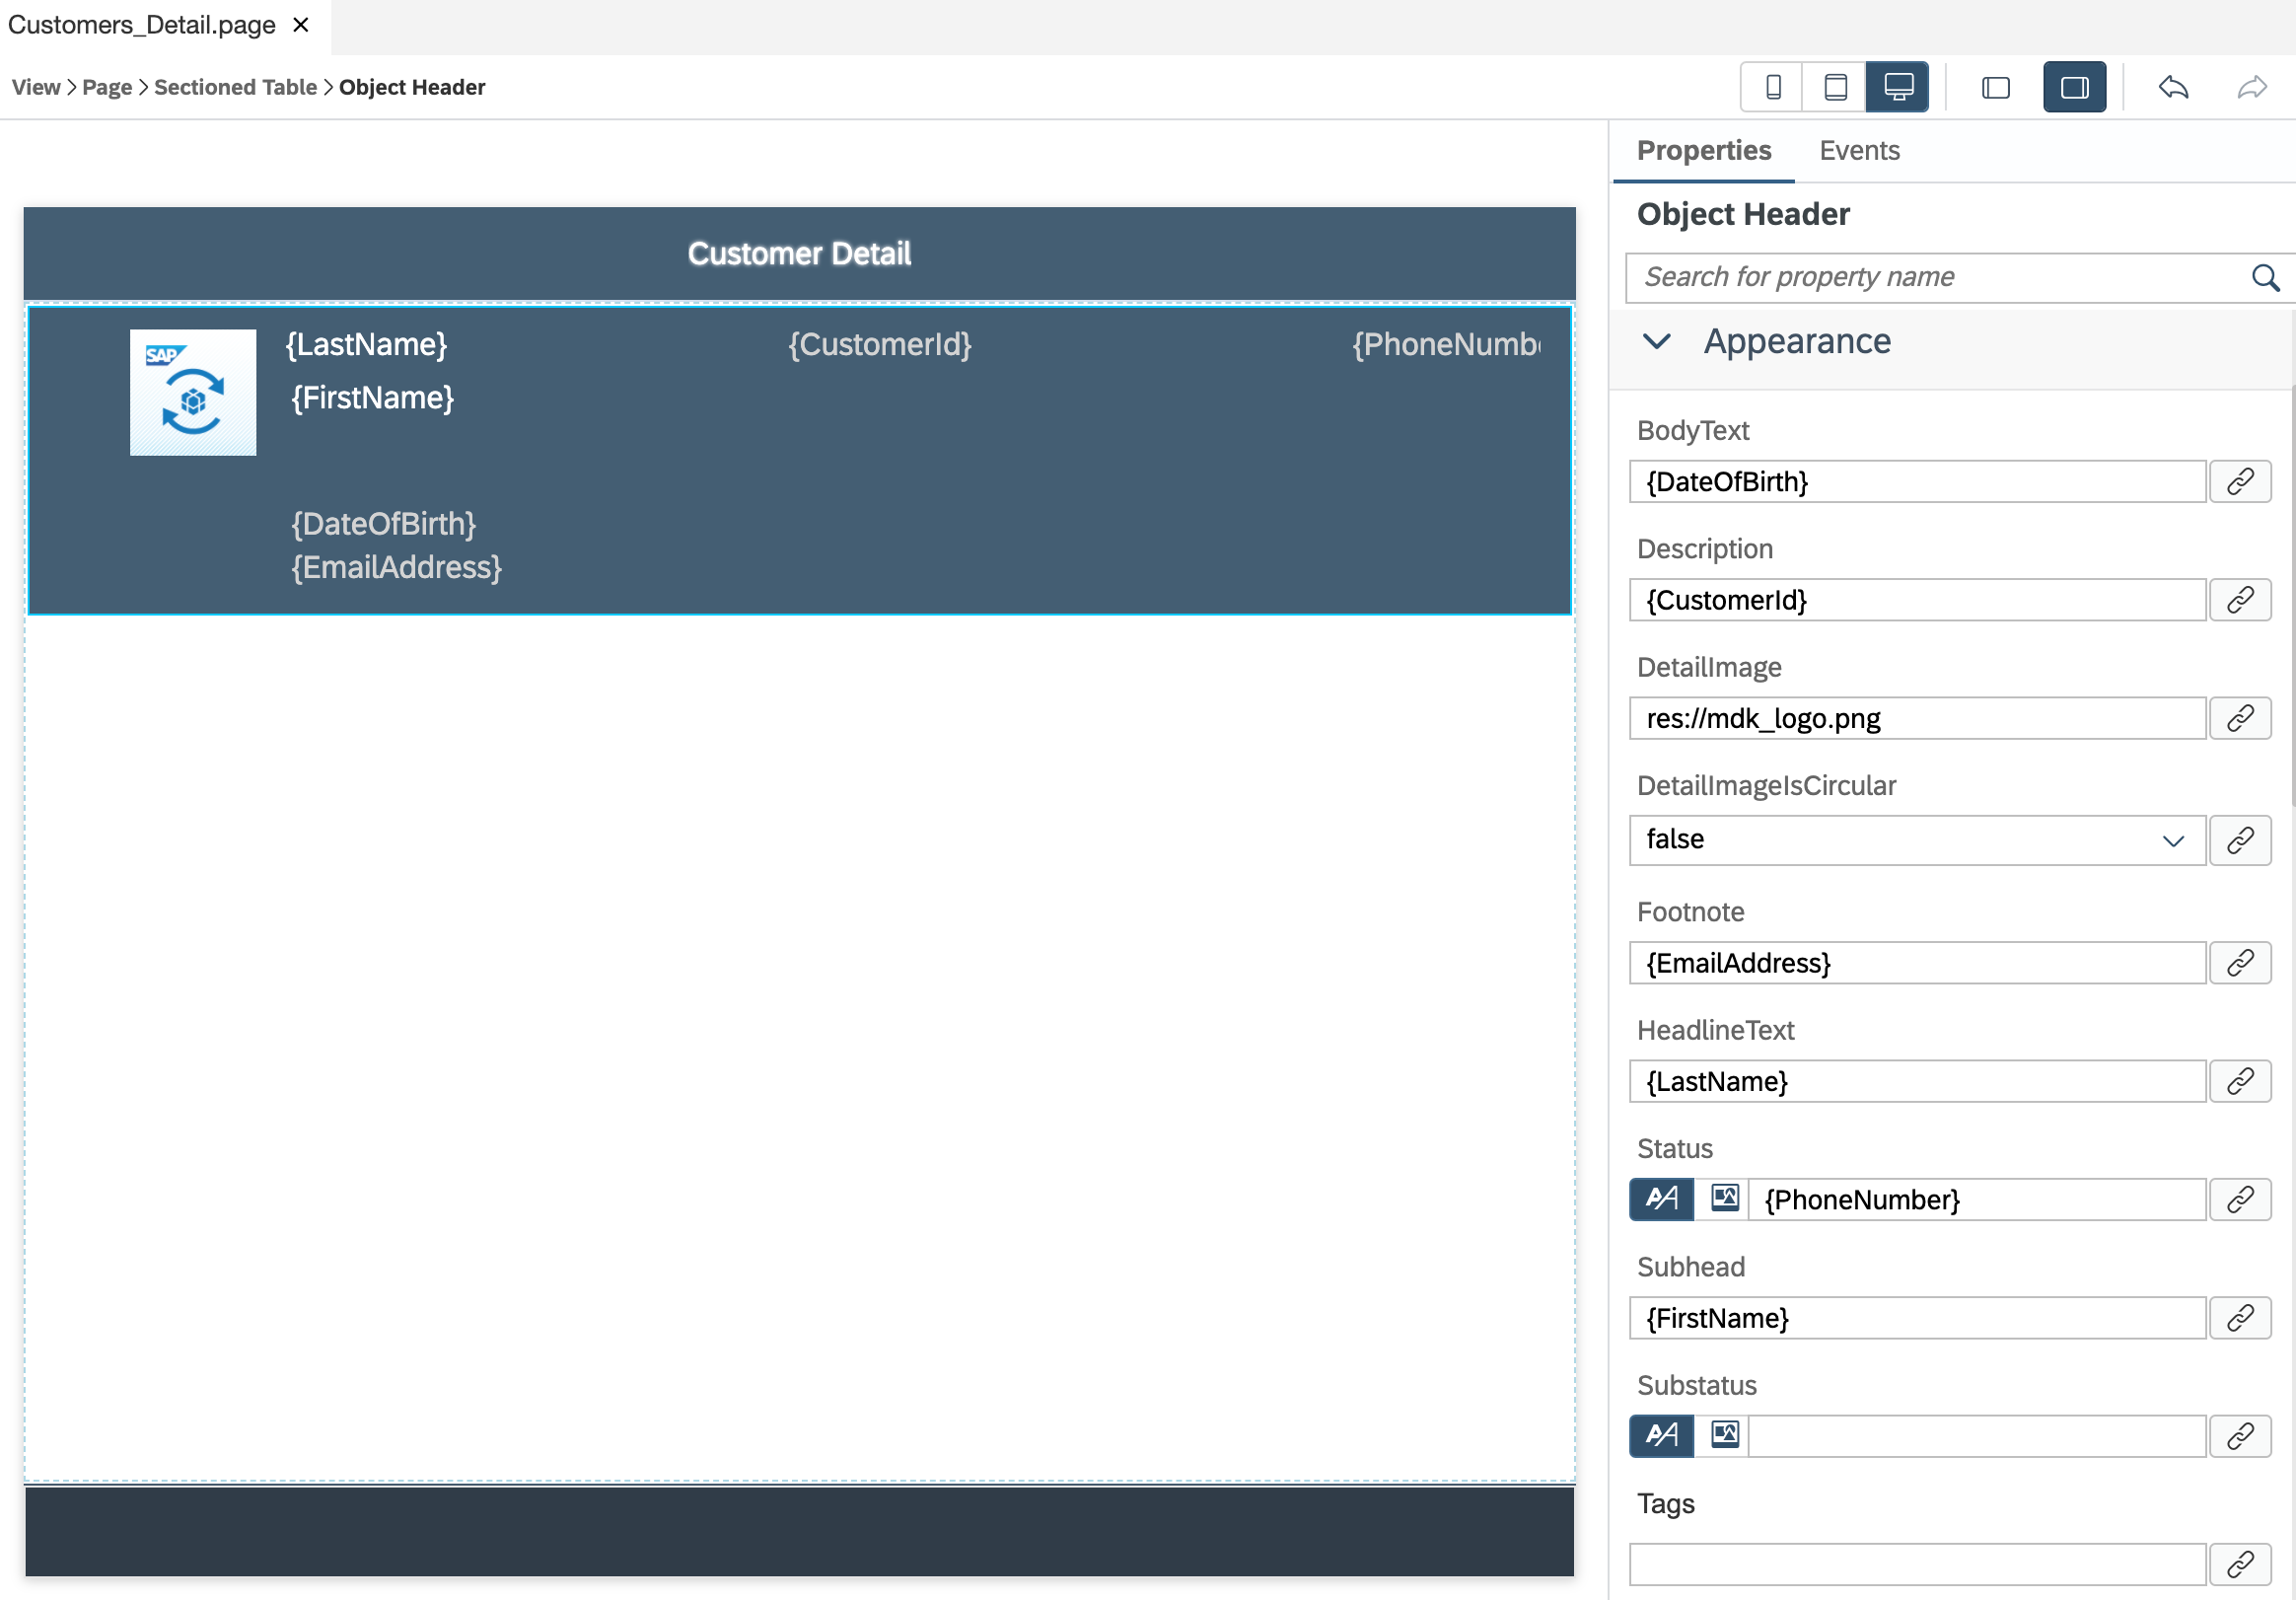 Customers_Detail.page
View > Page > Sectioned Table > Object Header
Customer Detail
SAP
{LastName} {CustomerId} {PhoneNumb
{FirstName}
{DateOfBirth}
{EmailAddress}
Properties Events
Object Header
Search for property name
Appearance
BodyText
{DateOfBirth}
Description
{CustomerId}
DetailImage
res://mdk_logo.png
DetailImageIsCircular
false
Footnote
{EmailAddress}
HeadlineText
{LastName}
Status
{PhoneNumber}
Subhead
{FirstName}
Substatus
Tags